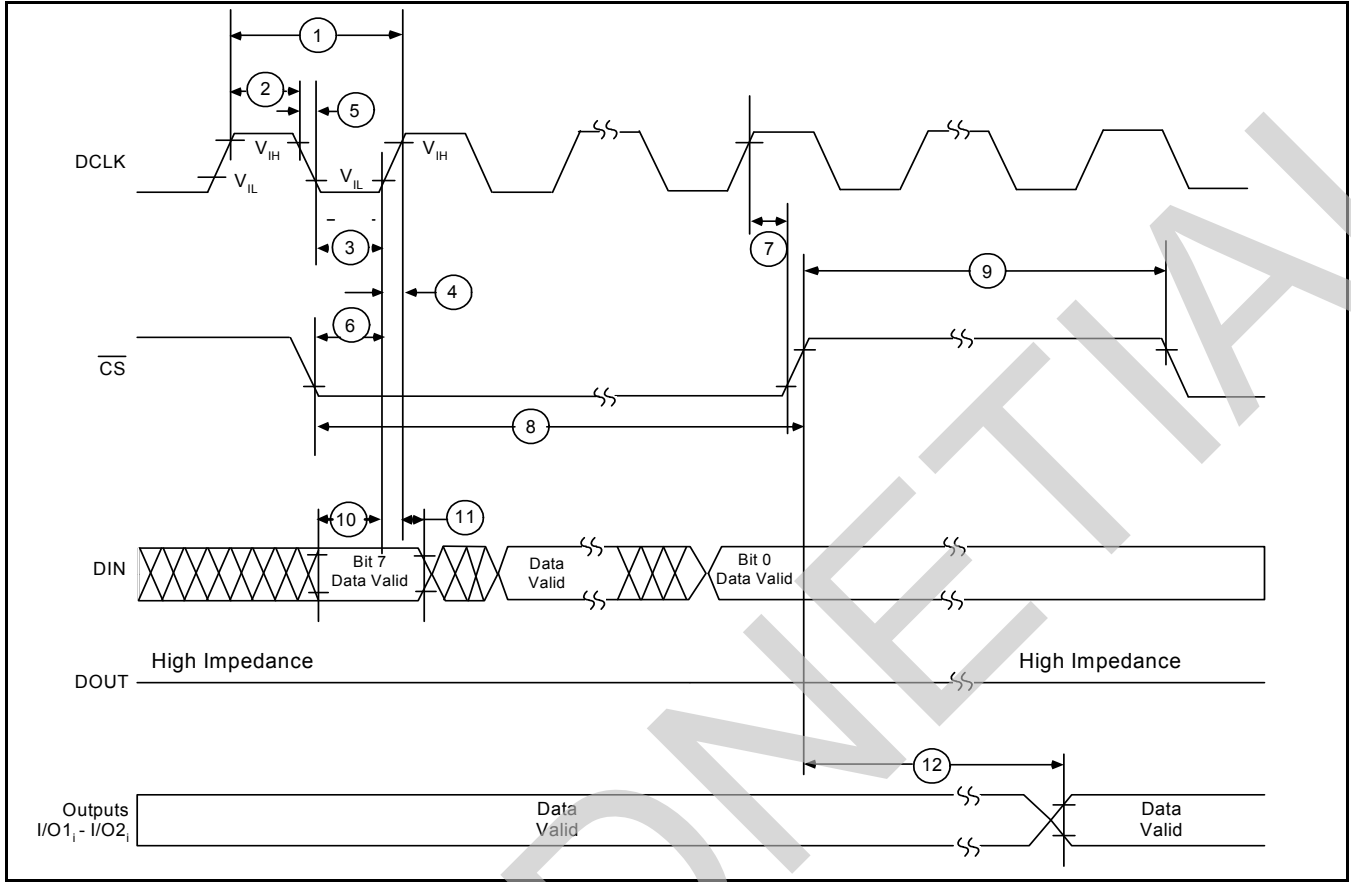 1
2
5
DCLK
V_IH
V_IL
V_IL
V_IH
3
4
7
9
6
C̅S̅
8
10
11
DIN
Bit 7
Data Valid
Data
Valid
Bit 0
Data Valid
High Impedance
High Impedance
DOUT
12
Outputs
I/O1_i - I/O2_i
Data
Valid
Data
Valid
DNETIAL